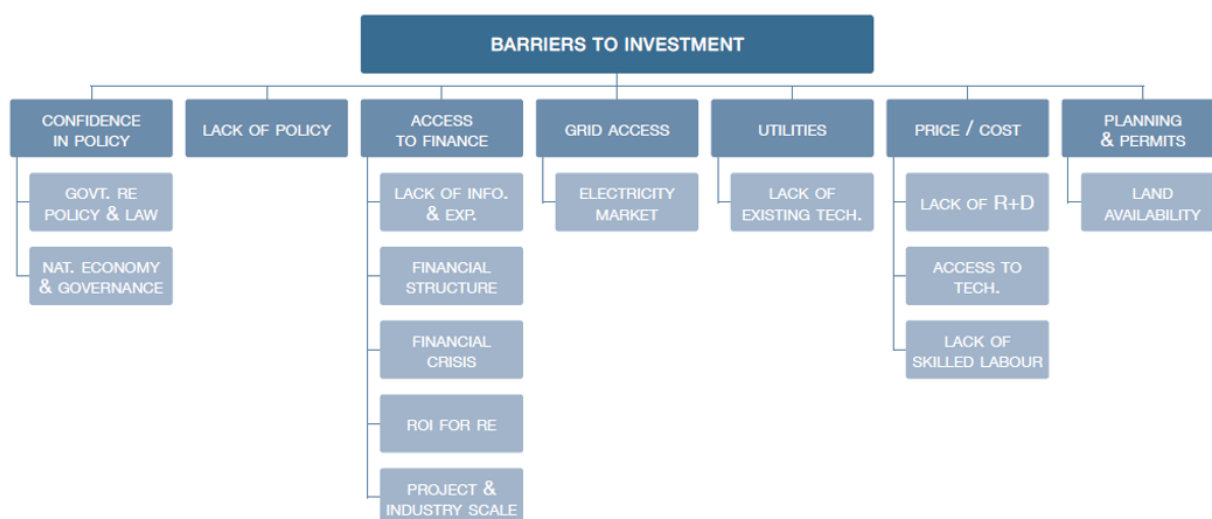 BARRIERS TO INVESTMENT
CONFIDENCE
IN POLICY
LACK OF POLICY
ACCESS
TO FINANCE
GRID ACCESS
UTILITIES
PRICE / COST
PLANNING
& PERMITS
GOVT. RE
POLICY & LAW
NAT. ECONOMY
& GOVERNANCE
LACK OF INFO.
& EXP.
FINANCIAL
STRUCTURE
FINANCIAL
CRISIS
ROI FOR RE
PROJECT &
INDUSTRY SCALE
ELECTRICITY
MARKET
LACK OF
EXISTING TECH.
LACK OF R+D
ACCESS TO
TECH.
LACK OF
SKILLED LABOUR
LAND
AVAILABILITY